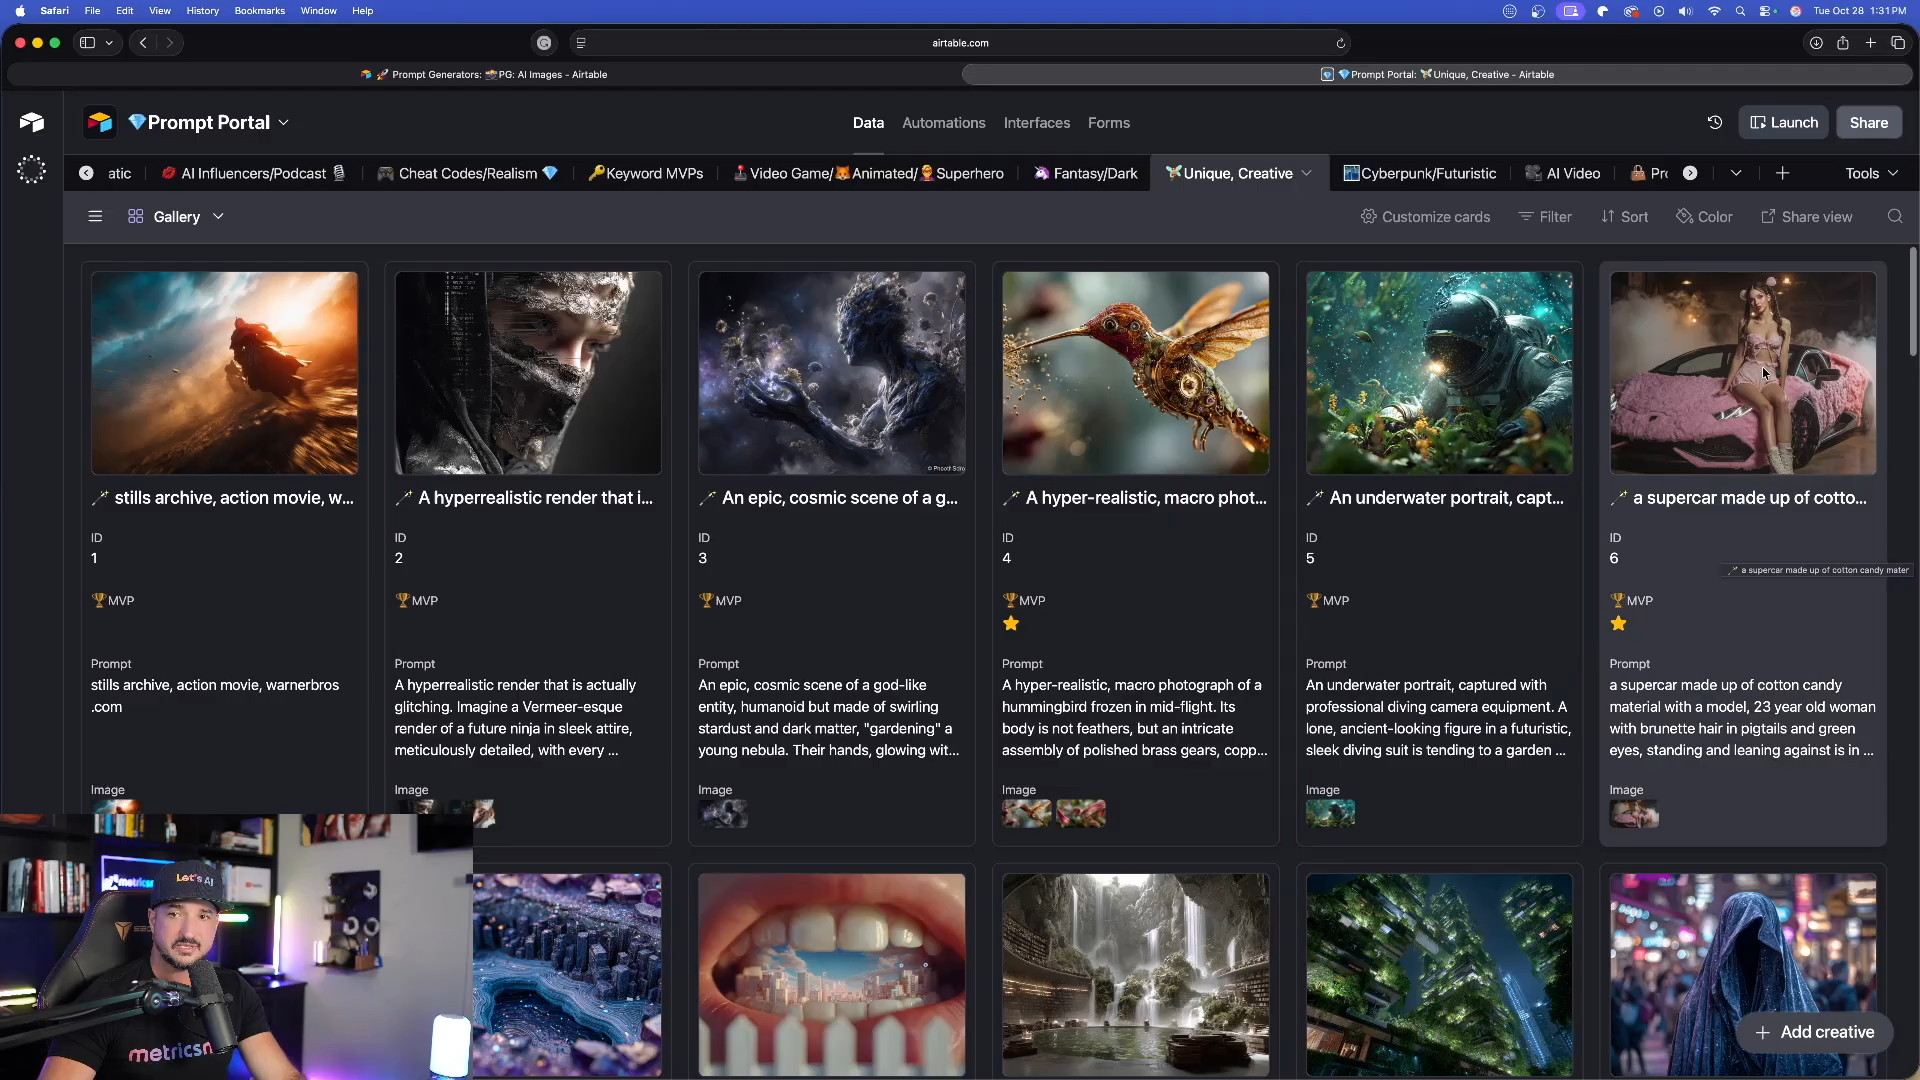 Safari File Edit View History Bookmarks Window Help
Tue Oct 28 1:31PM
airtable.com
🚀 Prompt Generators: 📸PG: AI Images - Airtable
💎Prompt Portal: 🧚Unique, Creative - Airtable
💎Prompt Portal
Data Automations Interfaces Forms
Launch Share
atic 💋 AI Influencers/Podcast 🎙 🎮 Cheat Codes/Realism 💎 🔑Keyword MVPs 🕹Video Game/🦊Animated/🦸Superhero 🦄 Fantasy/Dark 🧚Unique, Creative 🌃Cyberpunk/Futuristic 🎥 AI Video 👜 Prc Tools
Gallery
Customize cards Filter Sort Color Share view
© Phooti Sdro
stills archive, action movie, w...
ID
1
🏆MVP
Prompt
stills archive, action movie, warnerbros
.com
Image
A hyperrealistic render that i...
ID
2
🏆MVP
Prompt
A hyperrealistic render that is actually
glitching. Imagine a Vermeer-esque
render of a future ninja in sleek attire,
meticulously detailed, with every ...
Image
An epic, cosmic scene of a g...
ID
3
🏆MVP
Prompt
An epic, cosmic scene of a god-like
entity, humanoid but made of swirling
stardust and dark matter, "gardening" a
young nebula. Their hands, glowing wit...
Image
A hyper-realistic, macro phot...
ID
4
🏆MVP
⭐
Prompt
A hyper-realistic, macro photograph of a
hummingbird frozen in mid-flight. Its
body is not feathers, but an intricate
assembly of polished brass gears, copp...
Image
An underwater portrait, capt...
ID
5
🏆MVP
Prompt
An underwater portrait, captured with
professional diving camera equipment. A
lone, ancient-looking figure in a futuristic,
sleek diving suit is tending to a garden ...
Image
a supercar made up of cotto...
ID
6
a supercar made up of cotton candy mater
🏆MVP
⭐
Prompt
a supercar made up of cotton candy
material with a model, 23 year old woman
with brunette hair in pigtails and green
eyes, standing and leaning against is in ...
Image
Let's AI
metricsn
Add creative